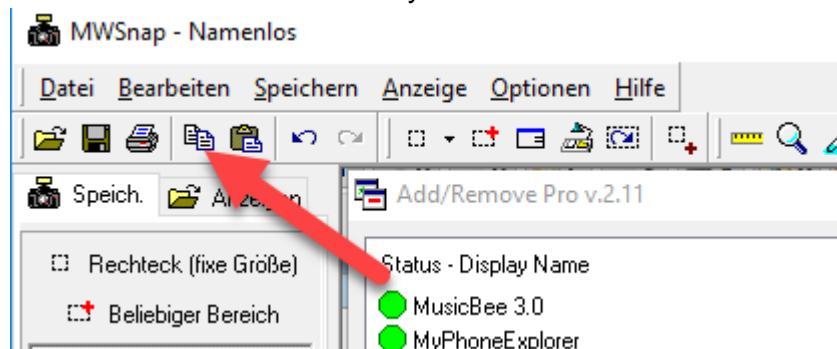 MWSnap - Namenlos
Datei Bearbeiten Speichern Anzeige Optionen Hilfe
Speich.
Add/Remove Pro v.2.11
Rechteck (fixe Größe)
Status - Display Name
Beliebiger Bereich
MusicBee 3.0
MyPhoneExplorer